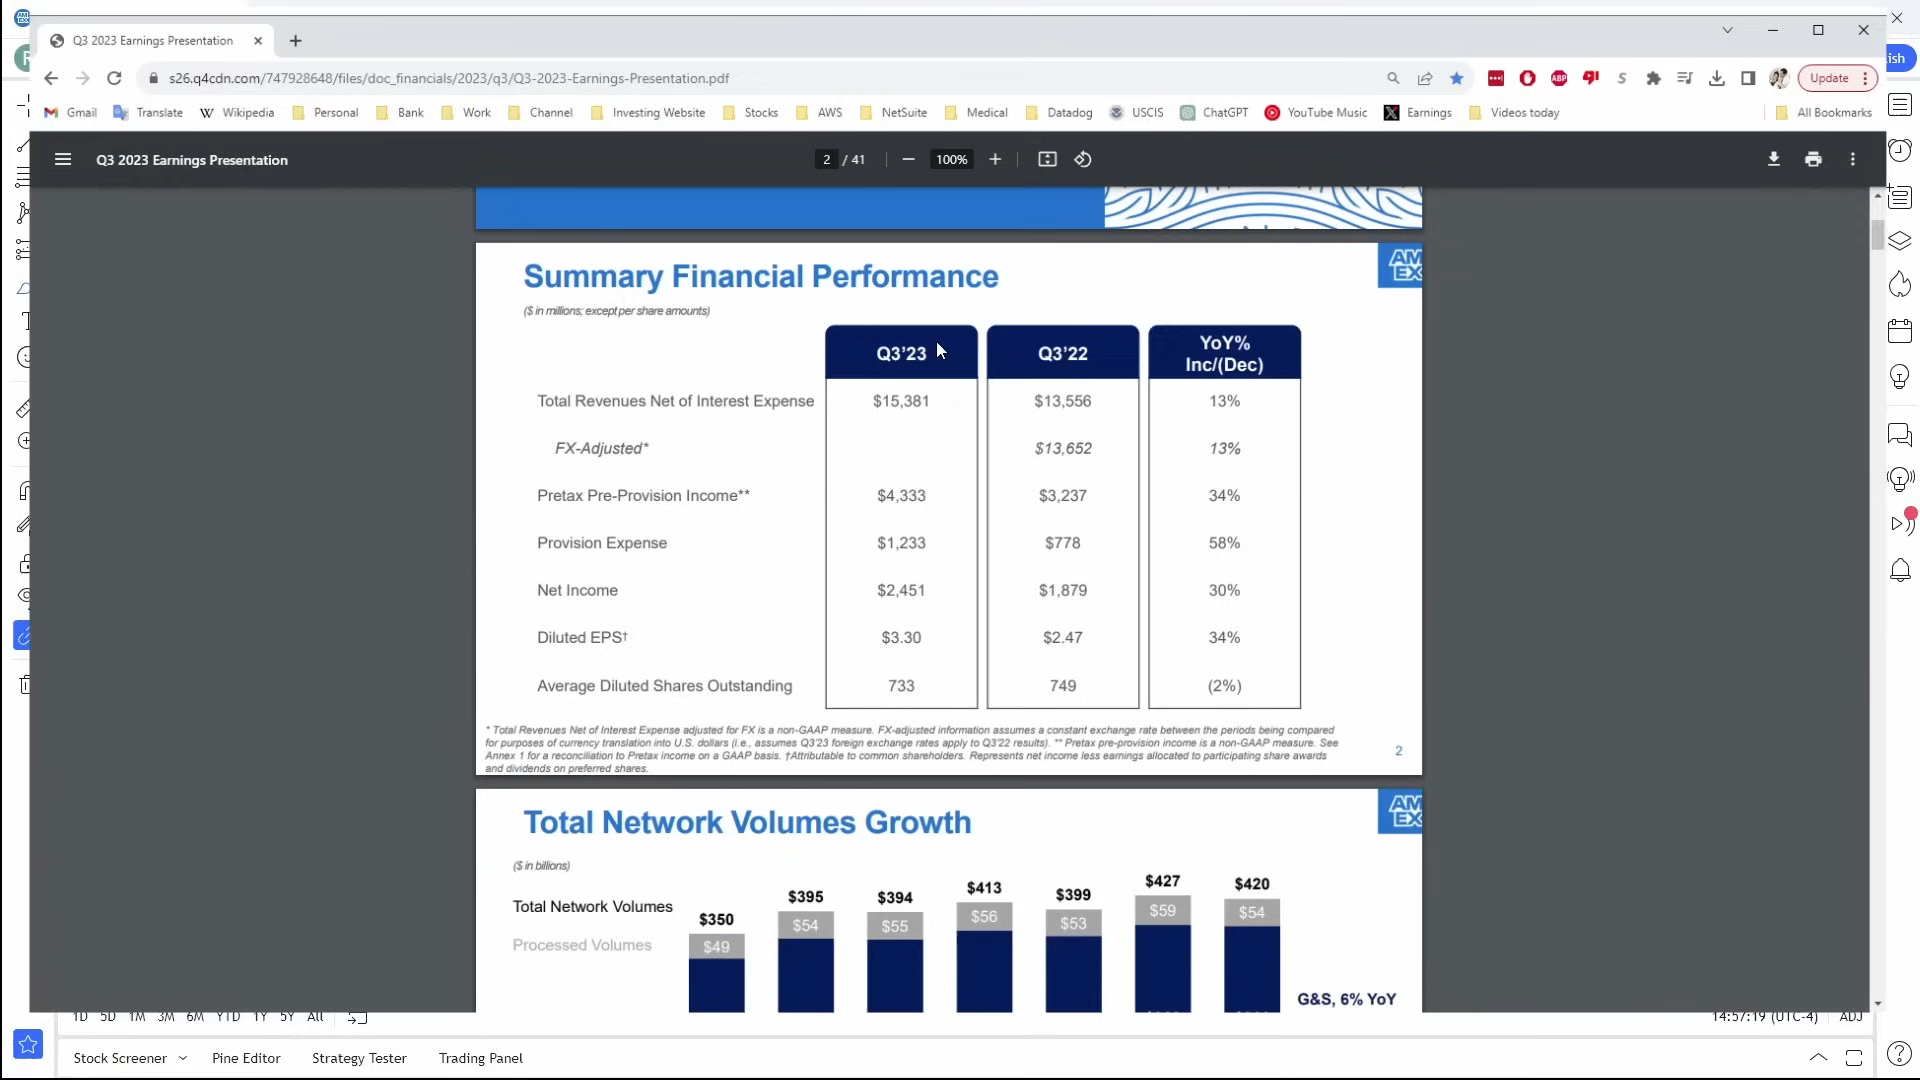 Q3 2023 Earnings Presentation
s26.q4cdn.com/747928648/files/doc_financials/2023/q3/Q3-2023-Earnings-Presentation.pdf
Update
ish
Gmail Translate Wikipedia Personal Bank Work Channel Investing Website Stocks AWS NetSuite Medical Datadog USCIS ChatGPT YouTube Music Earnings Videos today All Bookmarks
Q3 2023 Earnings Presentation 2 / 41 100%
Summary Financial Performance
AM
EX
($ in millions; except per share amounts)
Q3'23 Q3'22 YoY%
Inc/(Dec)
Total Revenues Net of Interest Expense $15,381 $13,556 13%
FX-Adjusted* $13,652 13%
Pretax Pre-Provision Income** $4,333 $3,237 34%
Provision Expense $1,233 $778 58%
Net Income $2,451 $1,879 30%
Diluted EPS† $3.30 $2.47 34%
Average Diluted Shares Outstanding 733 749 (2%)
* Total Revenues Net of Interest Expense adjusted for FX is a non-GAAP measure. FX-adjusted information assumes a constant exchange rate between the periods being compared
for purposes of currency translation into U.S. dollars (i.e., assumes Q3'23 foreign exchange rates apply to Q3'22 results). ** Pretax pre-provision income is a non-GAAP measure. See
Annex 1 for a reconciliation to Pretax income on a GAAP basis. †Attributable to common shareholders. Represents net income less earnings allocated to participating share awards
and dividends on preferred shares.
2
Total Network Volumes Growth
AM
EX
($ in billions)
Total Network Volumes $350 $395 $394 $413 $399 $427 $420
Processed Volumes $49 $54 $55 $56 $53 $59 $54
G&S, 6% YoY
1D 5D 1M 3M 6M YTD 1Y 5Y All 14:57:19 (UTC-4) ADJ
Stock Screener Pine Editor Strategy Tester Trading Panel